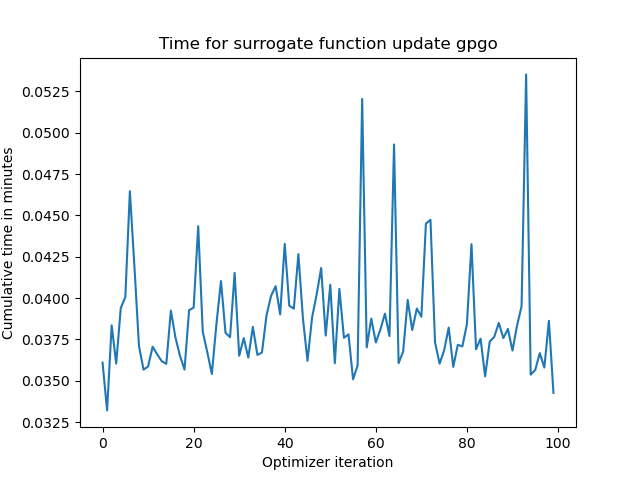 Time for surrogate function update gpgo
Cumulative time in minutes
0.0525
0.0500
0.0475
0.0450
0.0425
0.0400
0.0375
0.0350
0.0325
0 20 40 60 80 100
Optimizer iteration